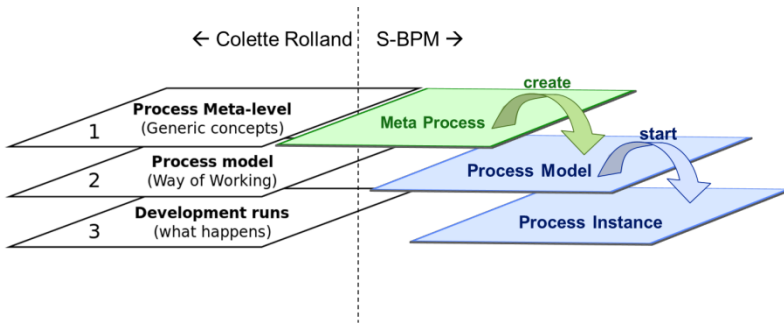 ← Colette Rolland S-BPM →
create
Process Meta-level
(Generic concepts)
1
Meta Process
start
Process model
(Way of Working)
2
Process Model
Development runs
(what happens)
3
Process Instance